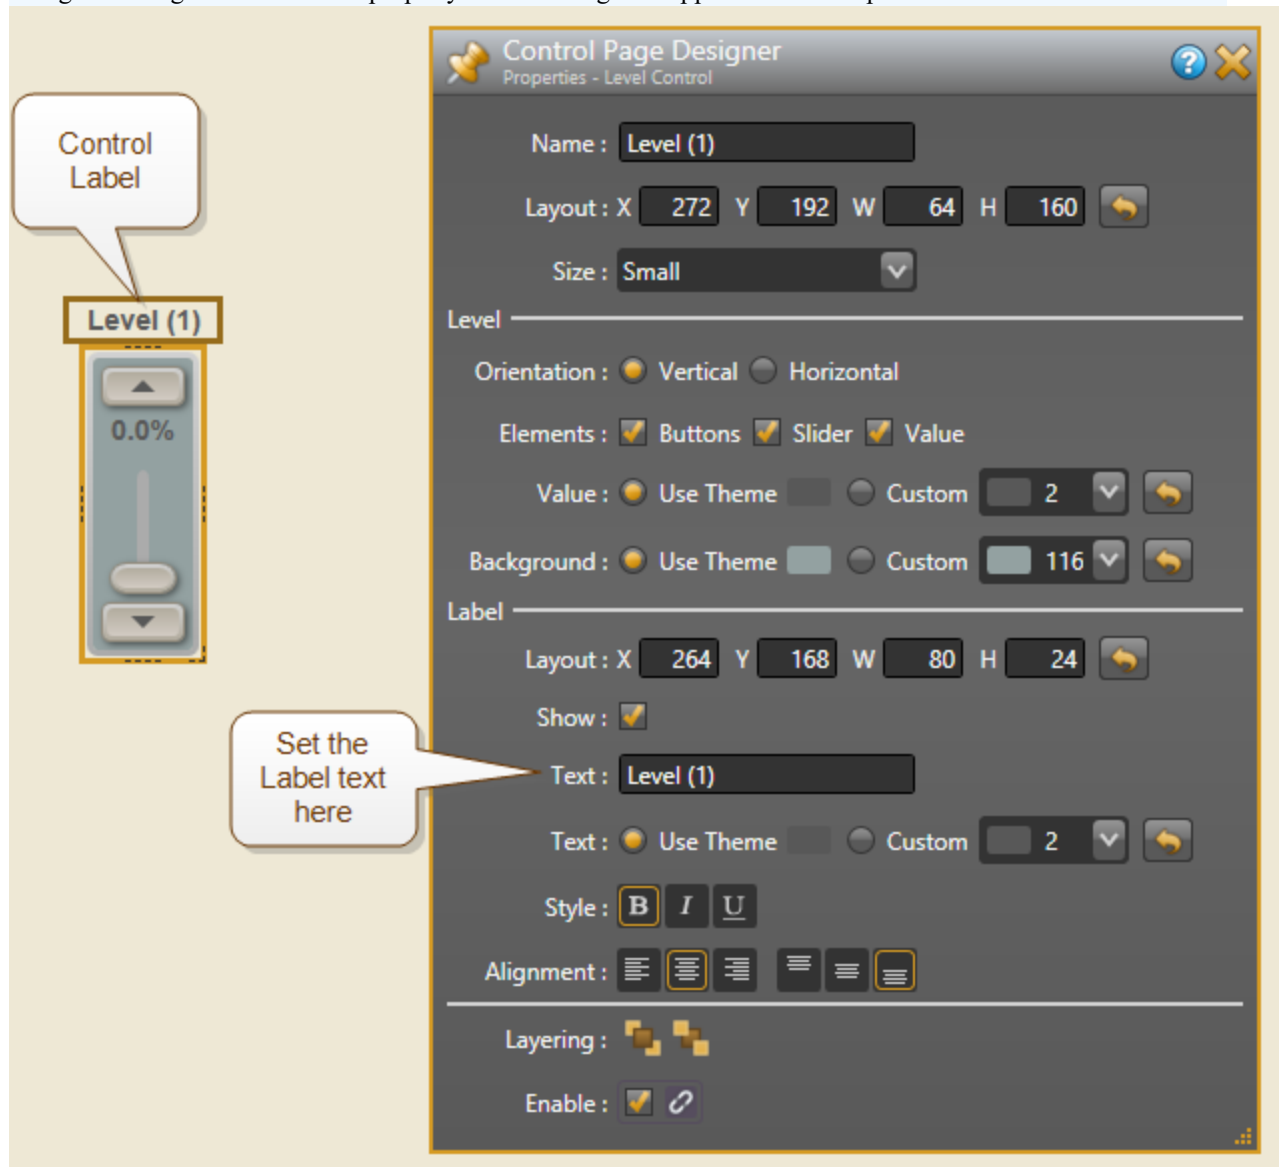 Control Page Designer
Properties - Level Control
Control
Label
Name : Level (1)
Layout : X 272 Y 192 W 64 H 160
Size : Small
Level (1)
Level
Orientation : Vertical Horizontal
0.0%
Elements : Buttons Slider Value
Value : Use Theme Custom 2
Background : Use Theme Custom 116
Label
Layout : X 264 Y 168 W 80 H 24
Show :
Set the
Label text
here
Text : Level (1)
Text : Use Theme Custom 2
Style : B I U
Alignment :
Layering :
Enable :